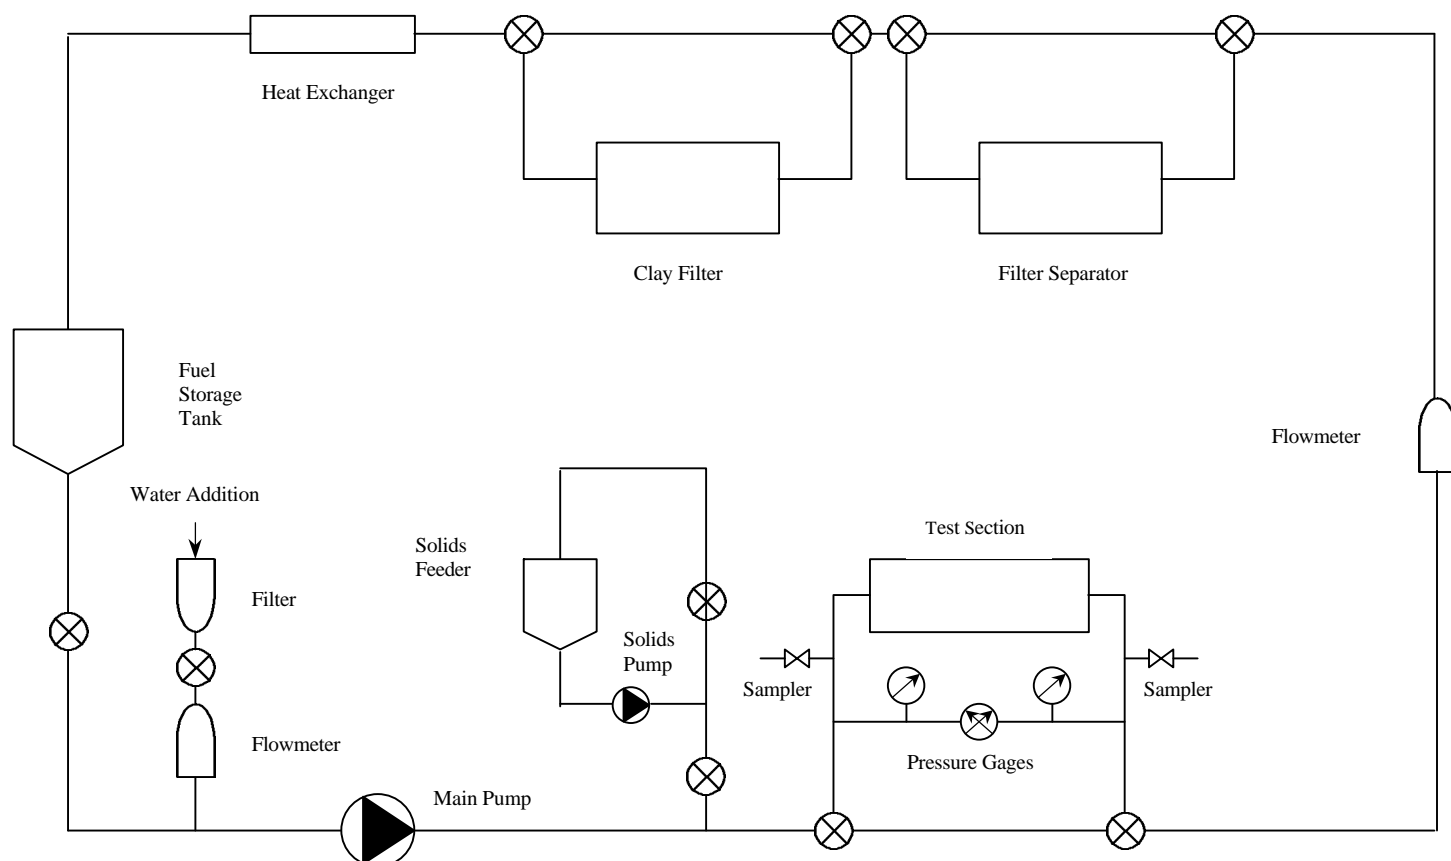 Heat Exchanger
Clay Filter
Filter Separator
Fuel
Storage
Tank
Flowmeter
Water Addition
Test Section
Solids
Feeder
Filter
Solids
Pump
Sampler
Sampler
Flowmeter
Pressure Gages
Main Pump